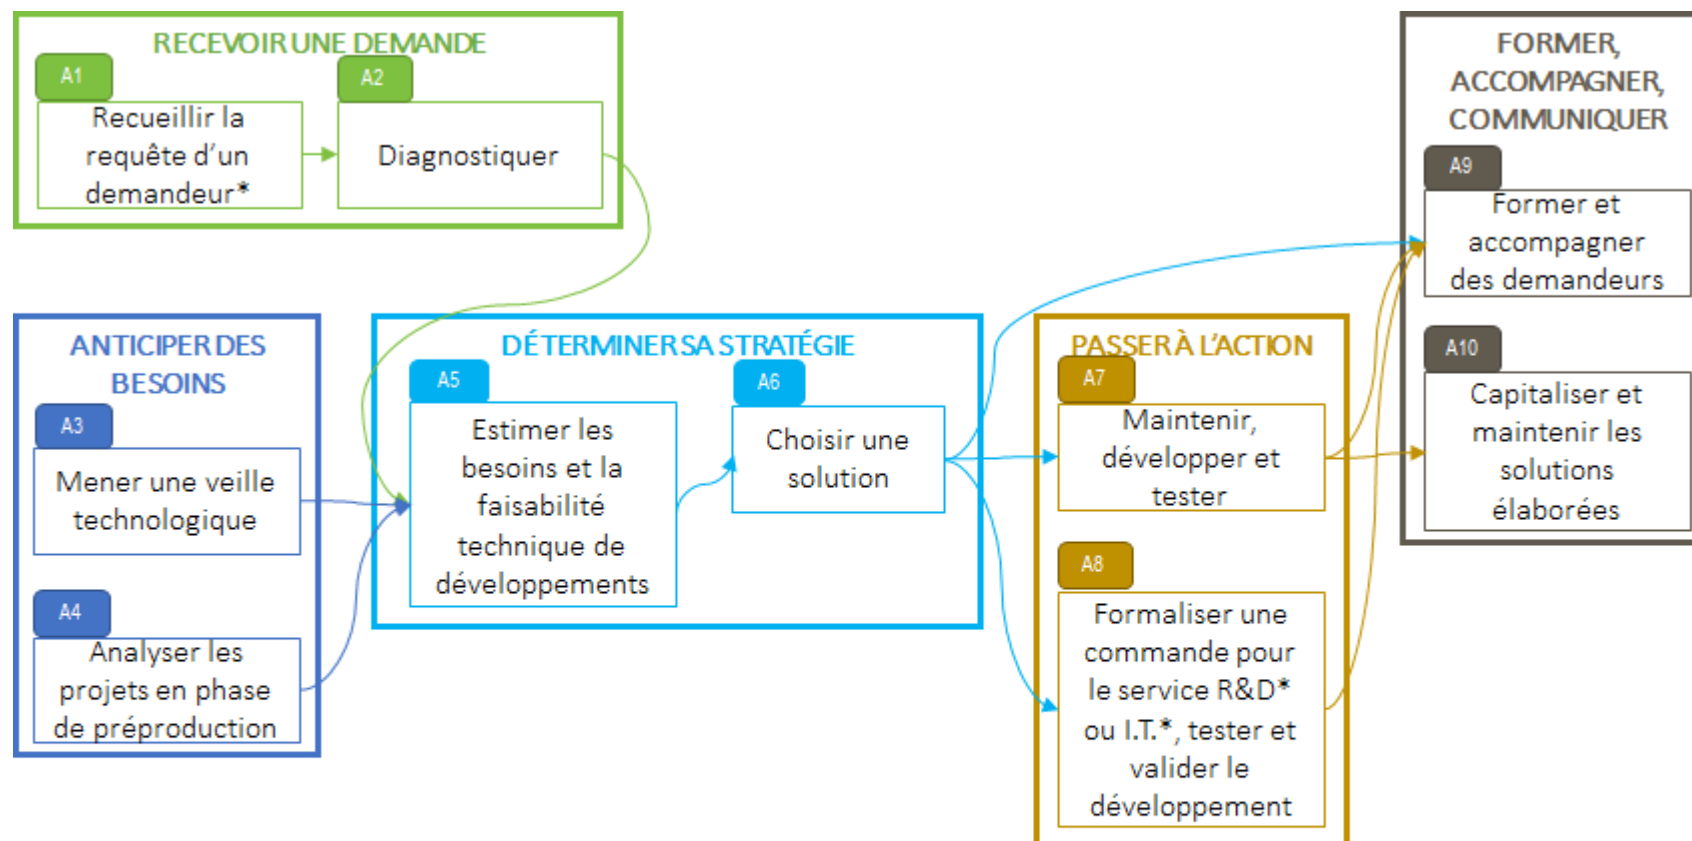 RECEVOIR UNE DEMANDE
A1
Recueillir la
requête d’un
demandeur*
A2
Diagnostiquer
ANTICIPER DES
BESOINS
A3
Mener une veille
technologique
A4
Analyser les
projets en phase
de préproduction
DÉTERMINER SA STRATÉGIE
A5
Estimer les
besoins et la
faisabilité
technique de
développements
A6
Choisir une
solution
PASSER À L’ACTION
A7
Maintenir,
développer et
tester
A8
Formaliser une
commande pour
le service R&D*
ou I.T.*, tester et
valider le
développement
FORMER,
ACCOMPAGNER,
COMMUNIQUER
A9
Former et
accompagner
des demandeurs
A10
Capitaliser et
maintenir les
solutions
élaborées